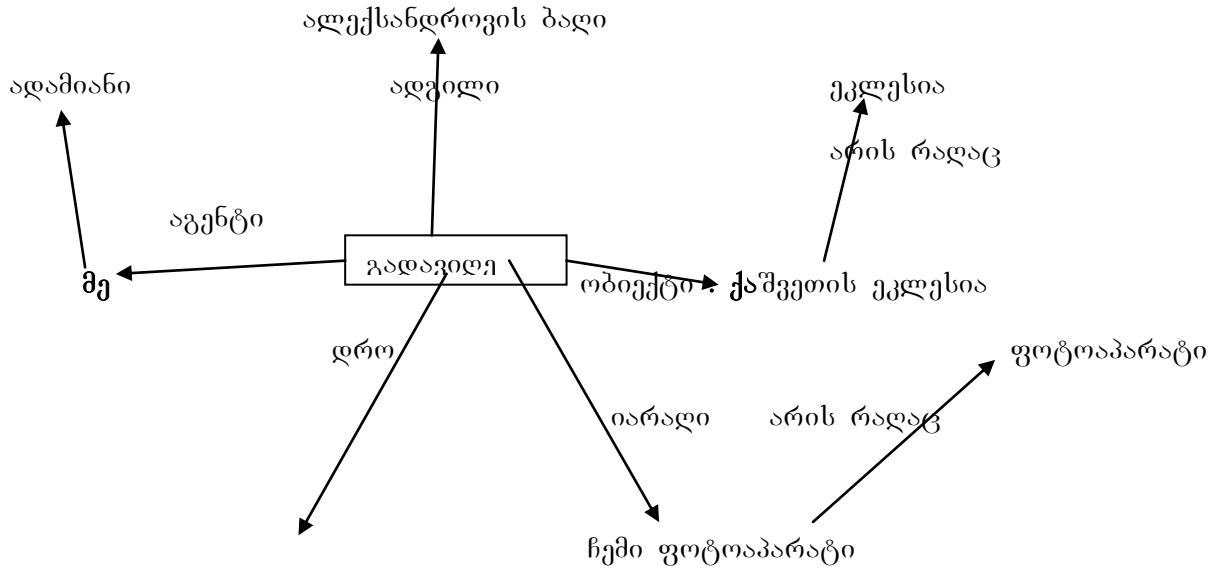 ალექსანდროვის ბაღი
ადამიანი
ადგილი
ეკლესია
არის რაღაც
აგენტი
გადავიღე
მე
ობიექტი . ქაშვეთის ეკლესია
დრო
ფოტოაპარატი
იარაღი
არის რაღაც
ჩემი ფოტოაპარატი